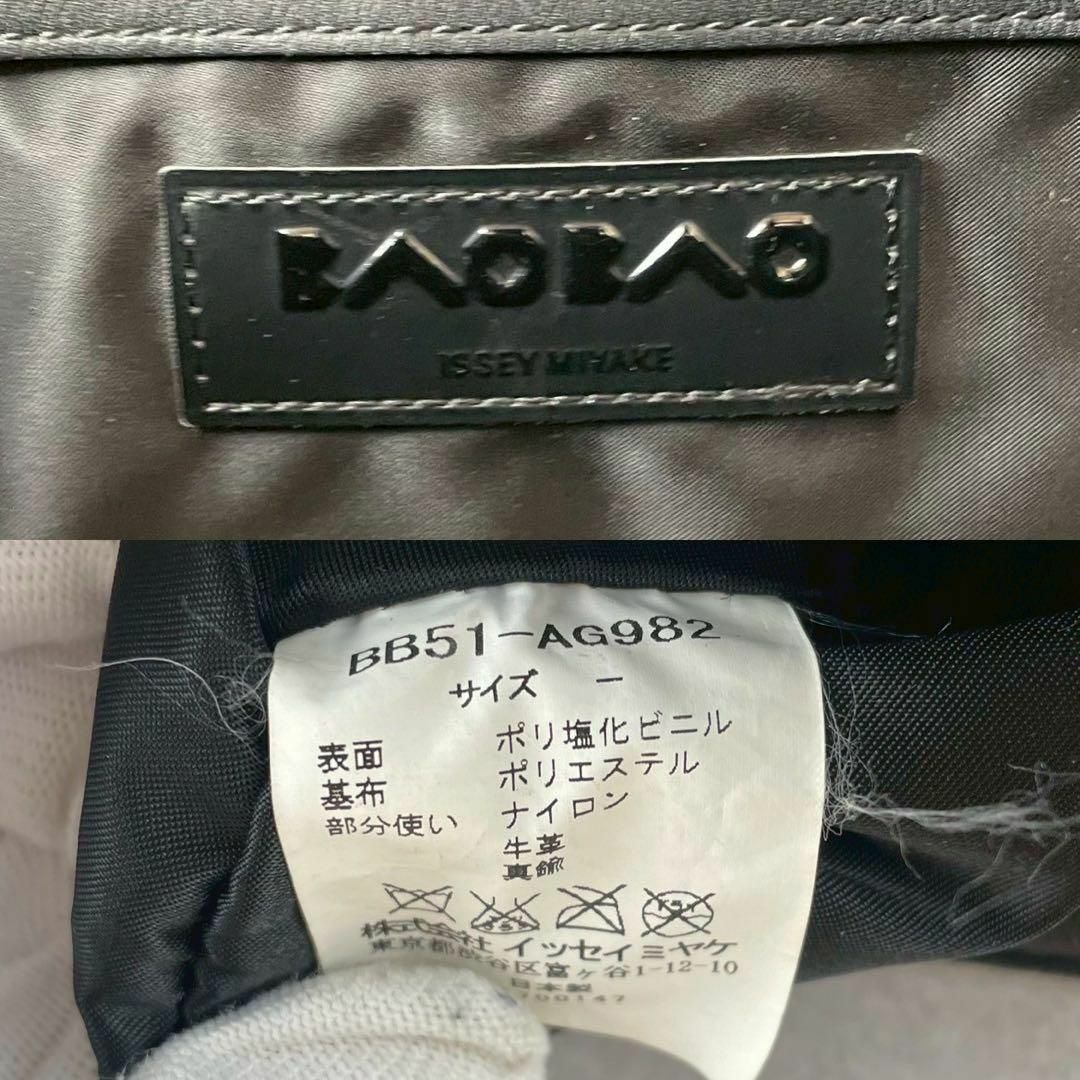 BAOBAO
ISSEY MIYAKE
BB51-AG982
サイズ －
表面 ポリ塩化ビニル
基布 ポリエステル
部分使い ナイロン
牛革
真鍮
株式会社 イッセイミヤケ
東京都渋谷区富ヶ谷1-12-10
日本製